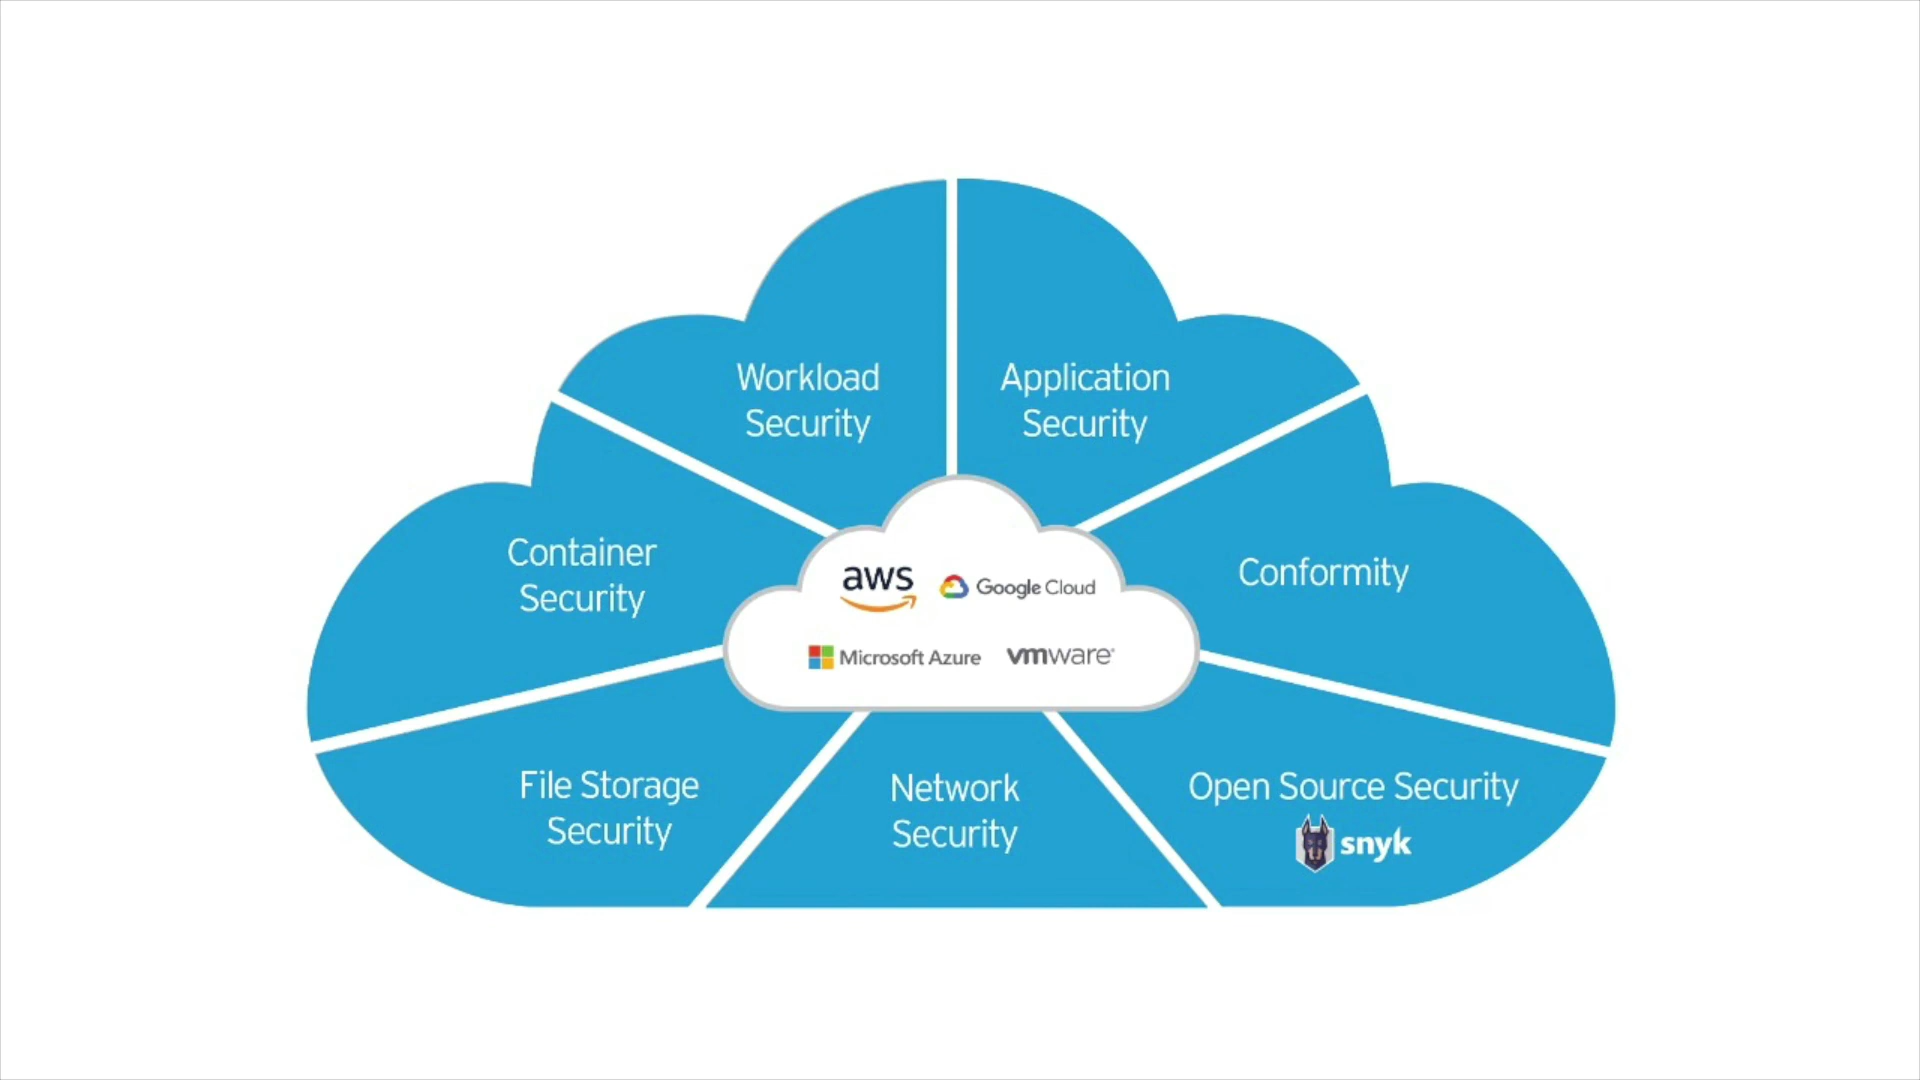 Workload
Security
Application
Security
Container
Security
Conformity
aws
Google Cloud
Microsoft Azure
vmware®
File Storage
Security
Network
Security
Open Source Security
snyk